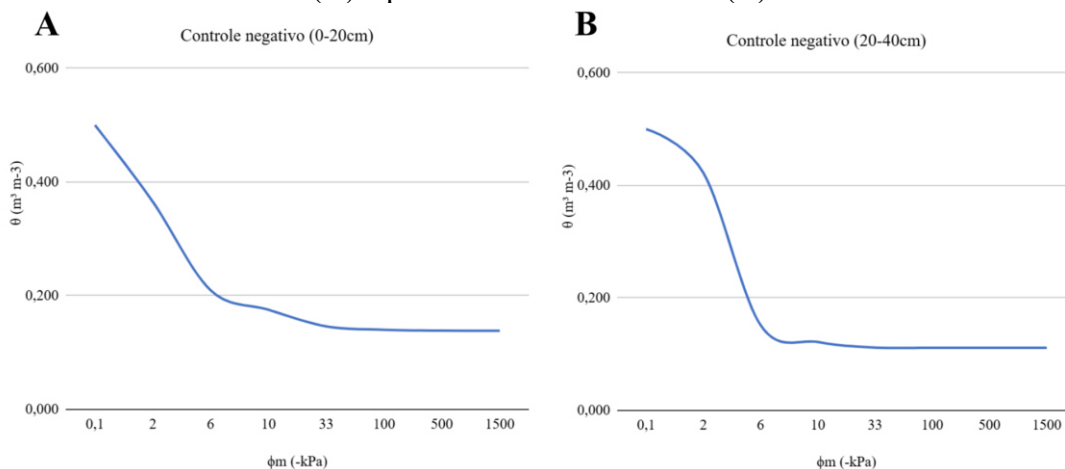 A
Controle negativo (0-20cm)
0,600
0,400
0,200
0,000
θ (m³ m-3)
0,1 2 6 10 33 100 500 1500
ϕm (-kPa)
B
Controle negativo (20-40cm)
0,600
0,400
0,200
0,000
θ (m³ m-3)
0,1 2 6 10 33 100 500 1500
ϕm (-kPa)